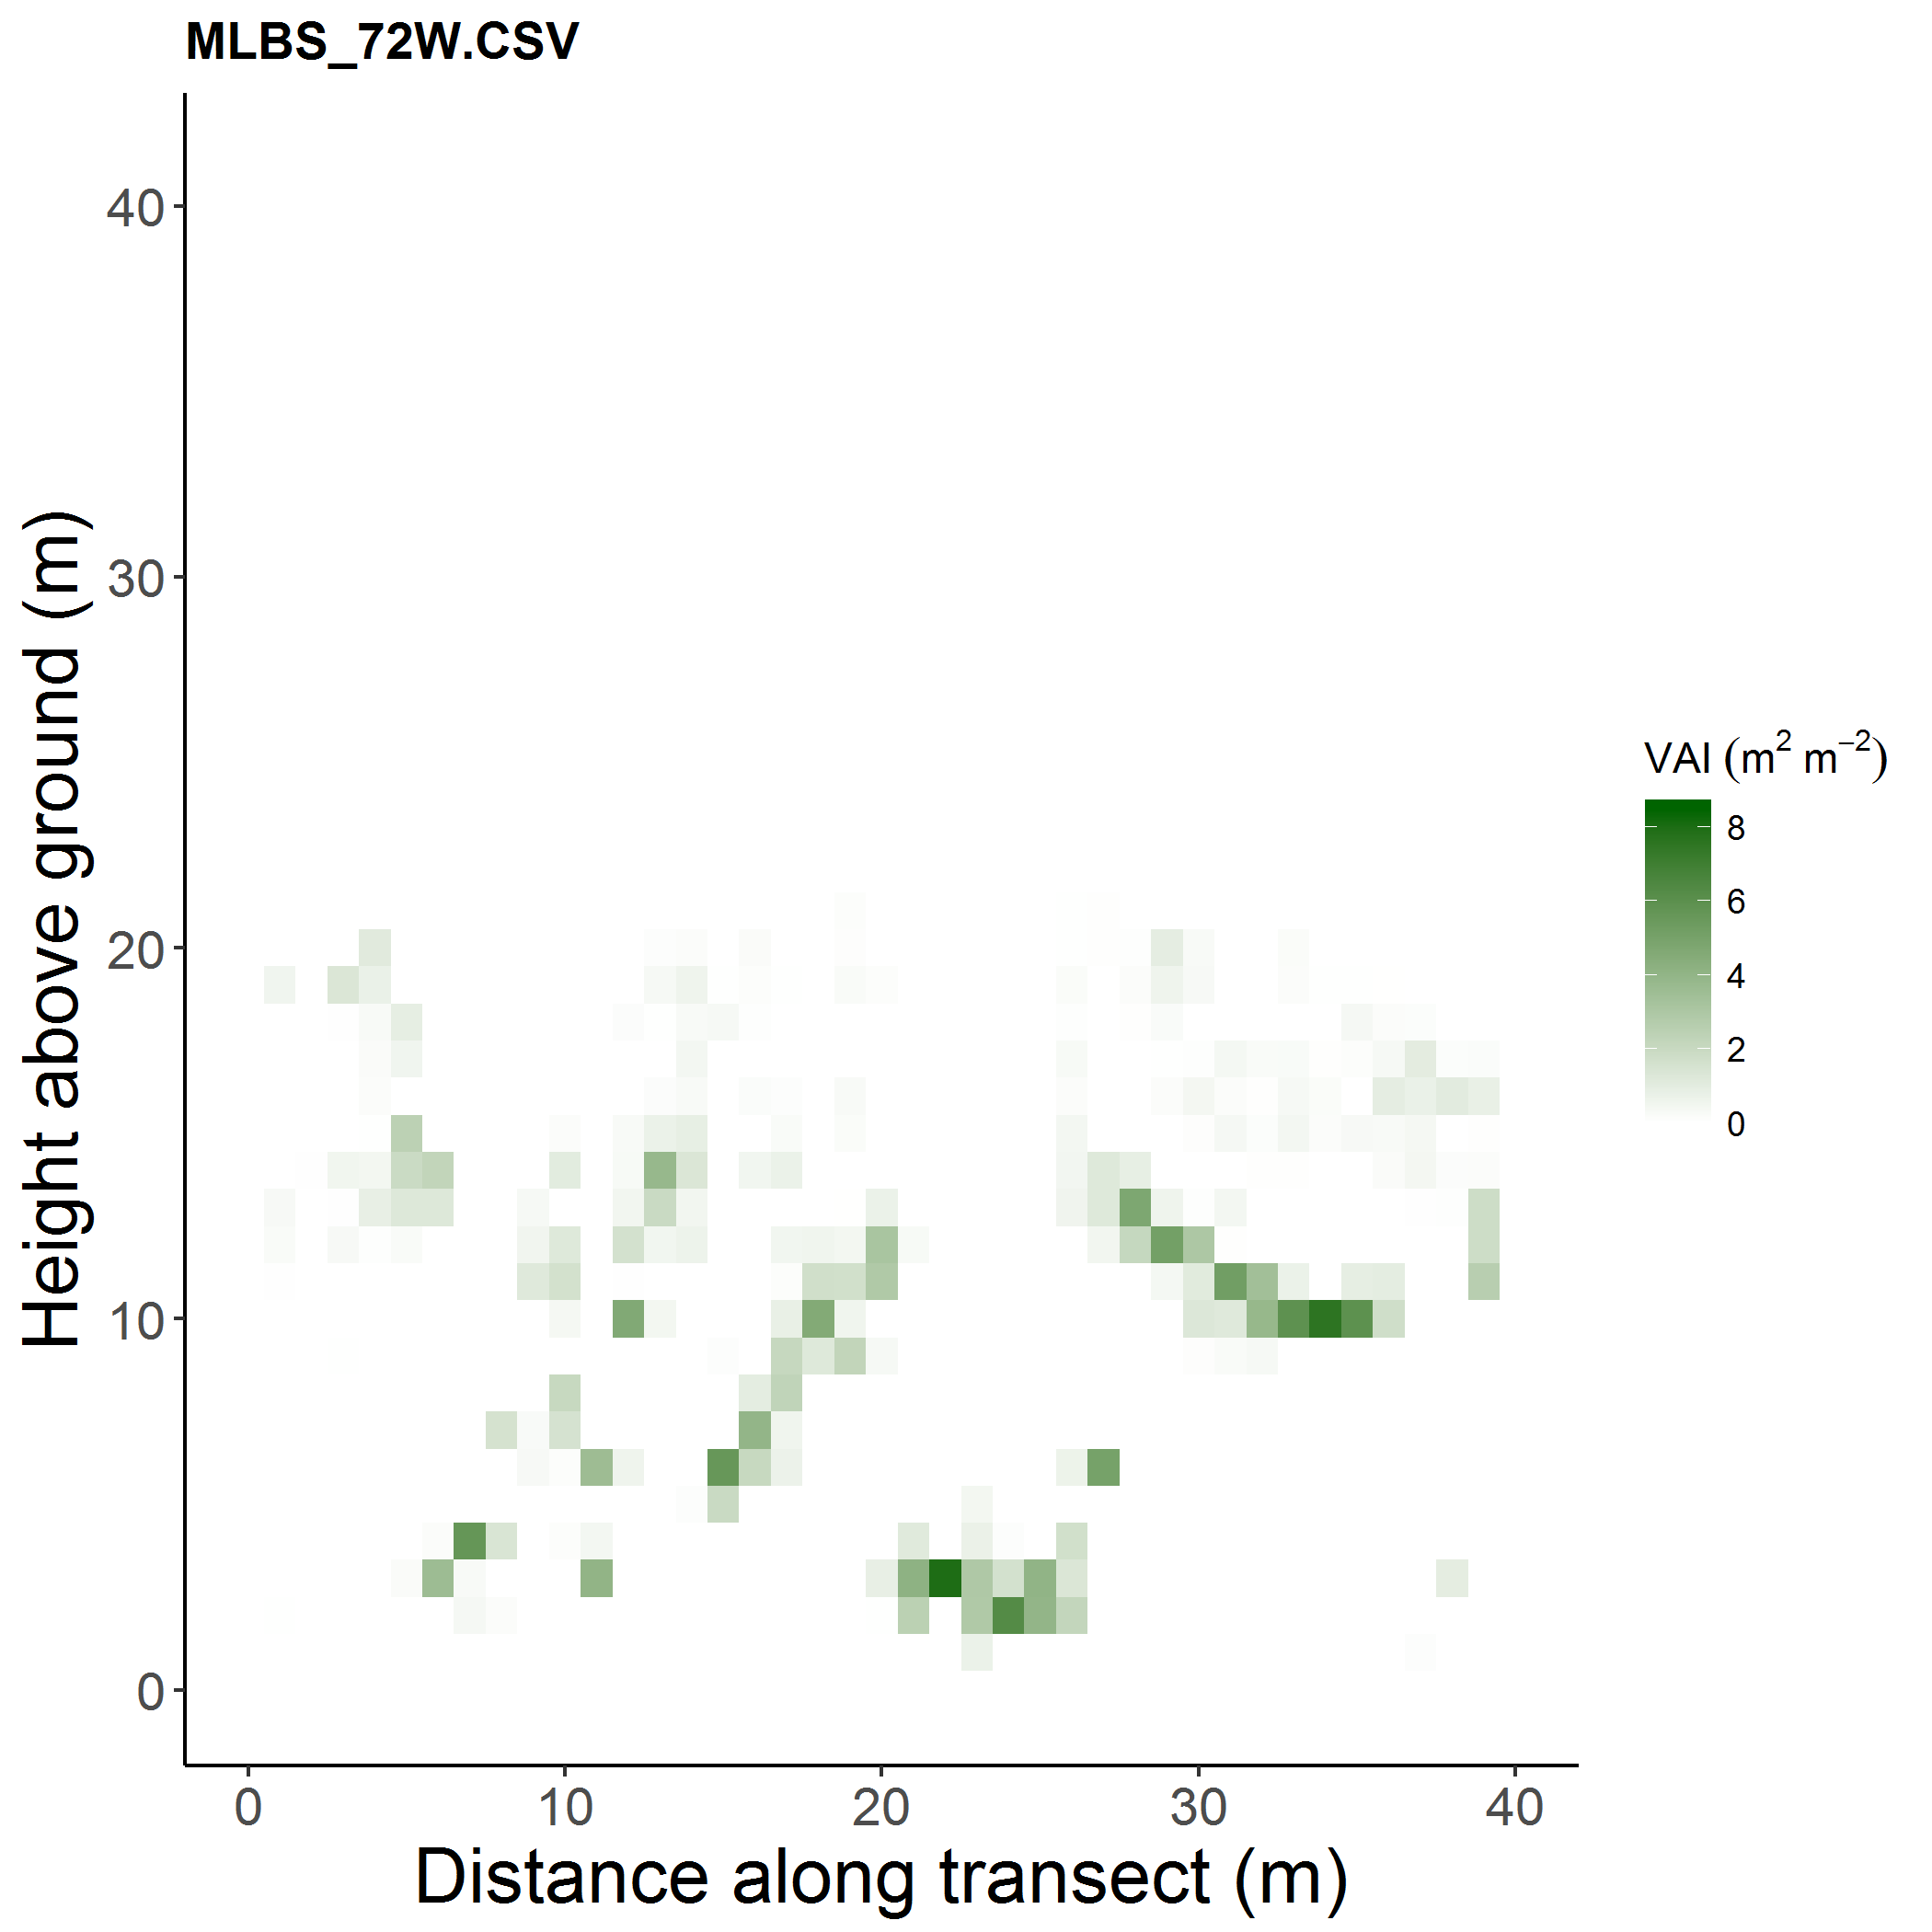 MLBS_72W.CSV
40
30
20
10
0
Height above ground (m)
0 10 20 30 40
Distance along transect (m)
VAI (m² m⁻²)
8
6
4
2
0